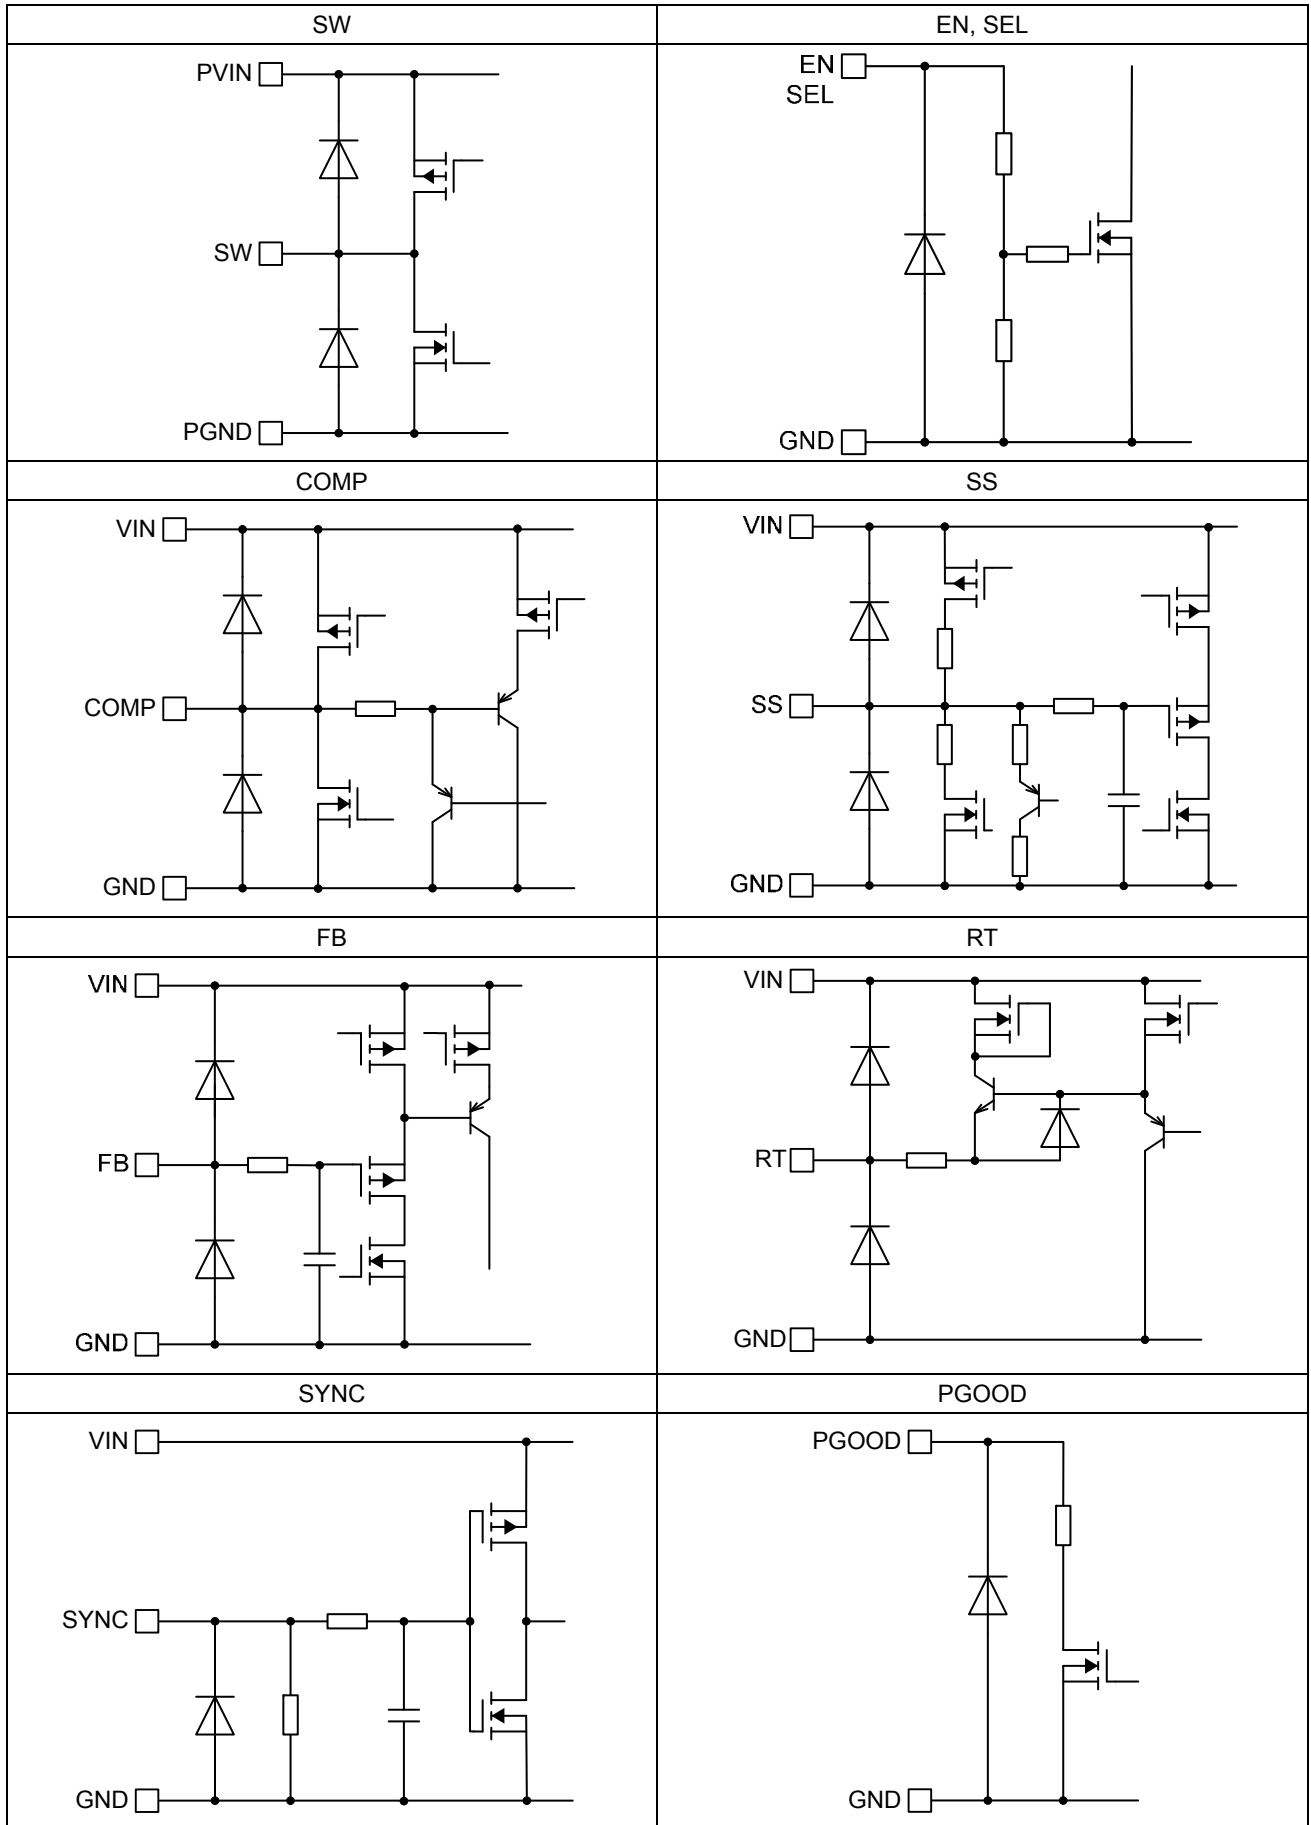 SW
EN, SEL
PVIN
SW
PGND
EN
SEL
GND
COMP
SS
VIN
COMP
GND
VIN
SS
GND
FB
RT
VIN
FB
GND
VIN
RT
GND
SYNC
PGOOD
VIN
SYNC
GND
PGOOD
GND